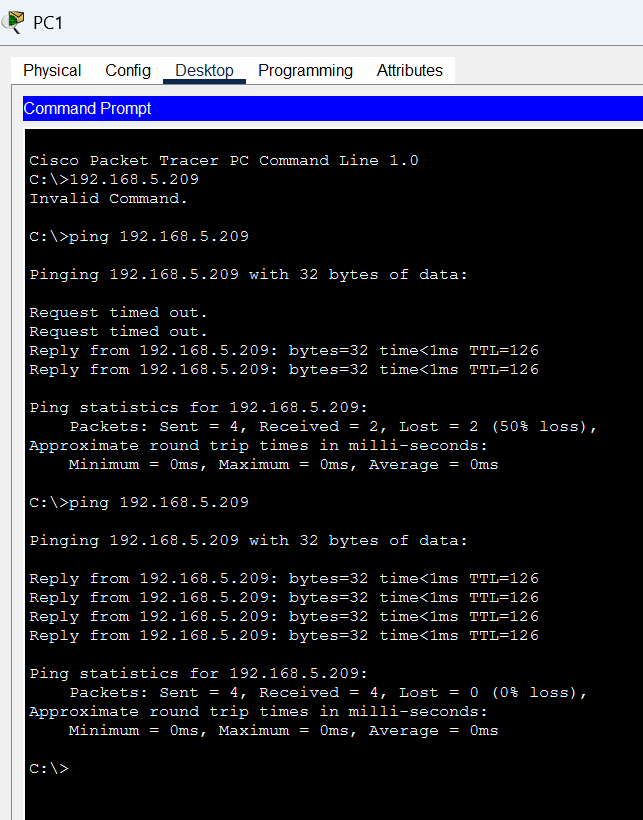 PC1
Physical Config Desktop Programming Attributes
Command Prompt
Cisco Packet Tracer PC Command Line 1.0
C:\>192.168.5.209
Invalid Command.
C:\>ping 192.168.5.209
Pinging 192.168.5.209 with 32 bytes of data:
Request timed out.
Request timed out.
Reply from 192.168.5.209: bytes=32 time<1ms TTL=126
Reply from 192.168.5.209: bytes=32 time<1ms TTL=126
Ping statistics for 192.168.5.209:
Packets: Sent = 4, Received = 2, Lost = 2 (50% loss),
Approximate round trip times in milli-seconds:
Minimum = 0ms, Maximum = 0ms, Average = 0ms
C:\>ping 192.168.5.209
Pinging 192.168.5.209 with 32 bytes of data:
Reply from 192.168.5.209: bytes=32 time<1ms TTL=126
Reply from 192.168.5.209: bytes=32 time<1ms TTL=126
Reply from 192.168.5.209: bytes=32 time<1ms TTL=126
Reply from 192.168.5.209: bytes=32 time<1ms TTL=126
Ping statistics for 192.168.5.209:
Packets: Sent = 4, Received = 4, Lost = 0 (0% loss),
Approximate round trip times in milli-seconds:
Minimum = 0ms, Maximum = 0ms, Average = 0ms
C:\>